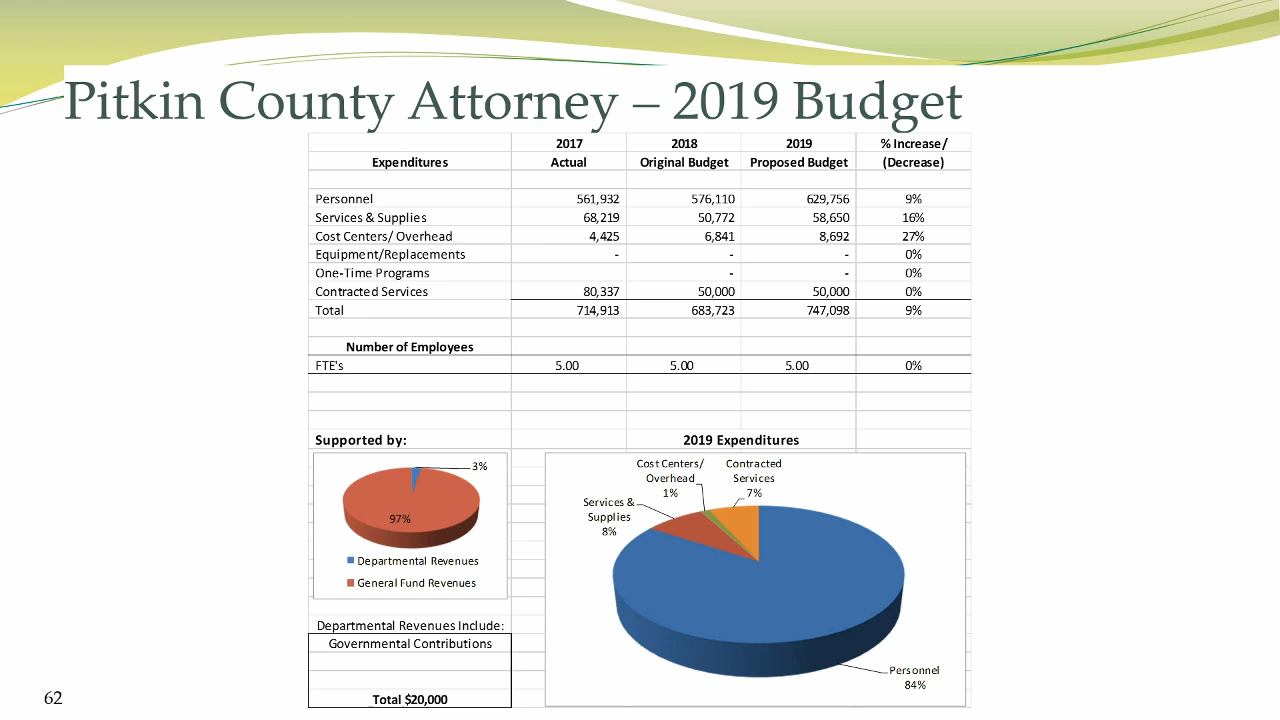 Pitkin County Attorney – 2019 Budget
2017 2018 2019 % Increase/
Expenditures Actual Original Budget Proposed Budget (Decrease)
Personnel 561,932 576,110 629,756 9%
Services & Supplies 68,219 50,772 58,650 16%
Cost Centers/ Overhead 4,425 6,841 8,692 27%
Equipment/Replacements - - - 0%
One-Time Programs - - 0%
Contracted Services 80,337 50,000 50,000 0%
Total 714,913 683,723 747,098 9%
Number of Employees
FTE's 5.00 5.00 5.00 0%
Supported by:
3%
97%
Departmental Revenues
General Fund Revenues
Departmental Revenues Include:
Governmental Contributions
Total $20,000
2019 Expenditures
Cost Centers/
Overhead
1%
Contracted
Services
7%
Services &
Supplies
8%
Personnel
84%
62